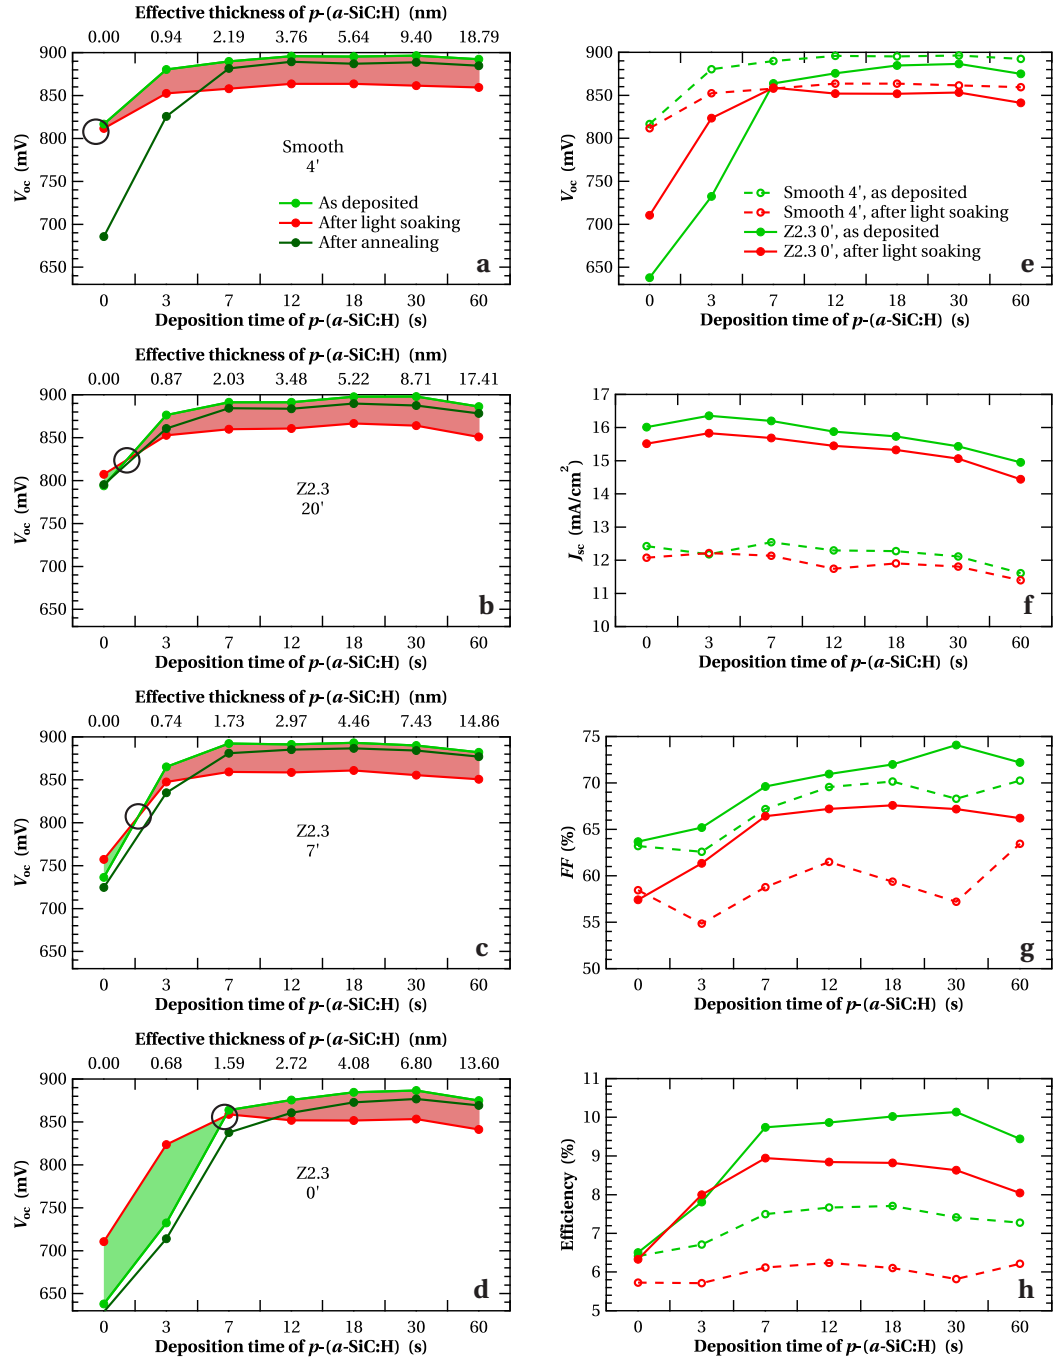 Effective thickness of p-(a-SiC:H) (nm)
0.00 0.94 2.19 3.76 5.64 9.40 18.79
900
850
800
750
700
650
V_oc (mV)
Smooth
4'
As deposited
After light soaking
After annealing
a
0 3 7 12 18 30 60
Deposition time of p-(a-SiC:H) (s)
Effective thickness of p-(a-SiC:H) (nm)
0.00 0.87 2.03 3.48 5.22 8.71 17.41
900
850
800
750
700
650
V_oc (mV)
Z2.3
20'
b
0 3 7 12 18 30 60
Deposition time of p-(a-SiC:H) (s)
Effective thickness of p-(a-SiC:H) (nm)
0.00 0.74 1.73 2.97 4.46 7.43 14.86
900
850
800
750
700
650
V_oc (mV)
Z2.3
7'
c
0 3 7 12 18 30 60
Deposition time of p-(a-SiC:H) (s)
Effective thickness of p-(a-SiC:H) (nm)
0.00 0.68 1.59 2.72 4.08 6.80 13.60
900
850
800
750
700
650
V_oc (mV)
Z2.3
0'
d
0 3 7 12 18 30 60
Deposition time of p-(a-SiC:H) (s)
900
850
800
750
700
650
V_oc (mV)
Smooth 4', as deposited
Smooth 4', after light soaking
Z2.3 0', as deposited
Z2.3 0', after light soaking
e
0 3 7 12 18 30 60
Deposition time of p-(a-SiC:H) (s)
17
16
15
14
13
12
11
10
J_sc (mA/cm²)
f
0 3 7 12 18 30 60
Deposition time of p-(a-SiC:H) (s)
75
70
65
60
55
50
FF (%)
g
0 3 7 12 18 30 60
Deposition time of p-(a-SiC:H) (s)
11
10
9
8
7
6
5
Efficiency (%)
h
0 3 7 12 18 30 60
Deposition time of p-(a-SiC:H) (s)